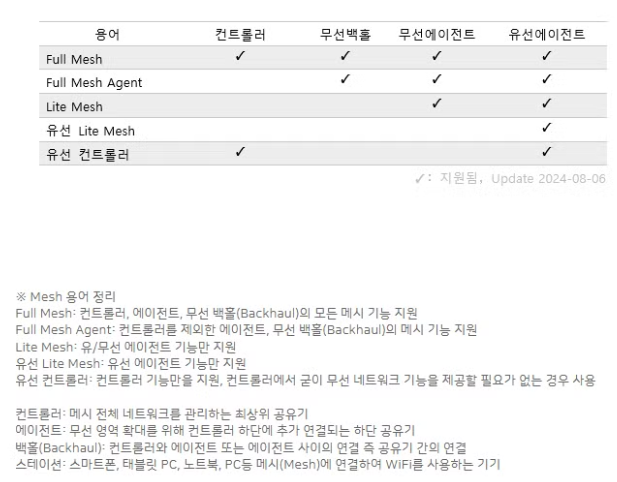 용어 컨트롤러 무선백홀 무선에이전트 유선에이전트
Full Mesh ✓ ✓ ✓ ✓
Full Mesh Agent ✓ ✓ ✓
Lite Mesh ✓ ✓
유선 Lite Mesh ✓
유선 컨트롤러 ✓ ✓
✓: 지원됨, Update 2024-08-06
※ Mesh 용어 정리
Full Mesh: 컨트롤러, 에이전트, 무선 백홀(Backhaul)의 모든 메시 기능 지원
Full Mesh Agent: 컨트롤러를 제외한 에이전트, 무선 백홀(Backhaul)의 메시 기능 지원
Lite Mesh: 유/무선 에이전트 기능만 지원
유선 Lite Mesh: 유선 에이전트 기능만 지원
유선 컨트롤러: 컨트롤러 기능만을 지원, 컨트롤러에서 굳이 무선 네트워크 기능을 제공할 필요가 없는 경우 사용
컨트롤러: 메시 전체 네트워크를 관리하는 최상위 공유기
에이전트: 무선 영역 확대를 위해 컨트롤러 하단에 추가 연결되는 하단 공유기
백홀(Backhaul): 컨트롤러와 에이전트 또는 에이전트 사이의 연결 즉 공유기 간의 연결
스테이션: 스마트폰, 태블릿 PC, 노트북, PC등 메시(Mesh)에 연결하여 WiFi를 사용하는 기기